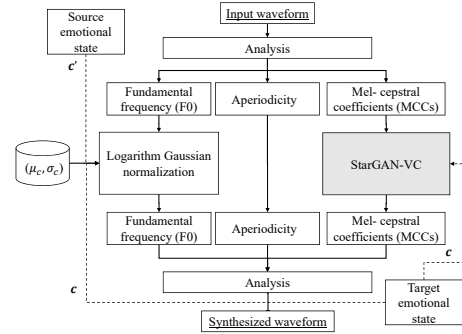 Input waveform
Source
emotional
state
Analysis
c'
Fundamental
frequency (F0)
Aperiodicity
Mel- cepstral
coefficients (MCCs)
(μc, σc)
Logarithm Gaussian
normalization
StarGAN-VC
Fundamental
frequency (F0)
Aperiodicity
Mel- cepstral
coefficients (MCCs)
c
c
Analysis
Target
emotional
state
Synthesized waveform